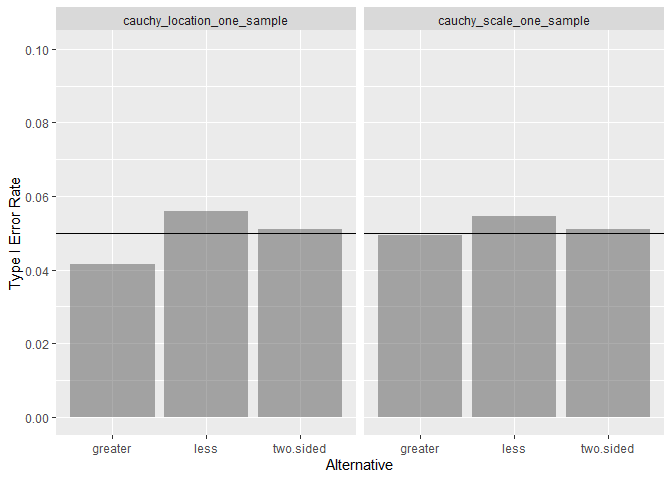 cauchy_location_one_sample
cauchy_scale_one_sample
Type I Error Rate
0.10
0.08
0.06
0.04
0.02
0.00
greater
less
two.sided
greater
less
two.sided
Alternative